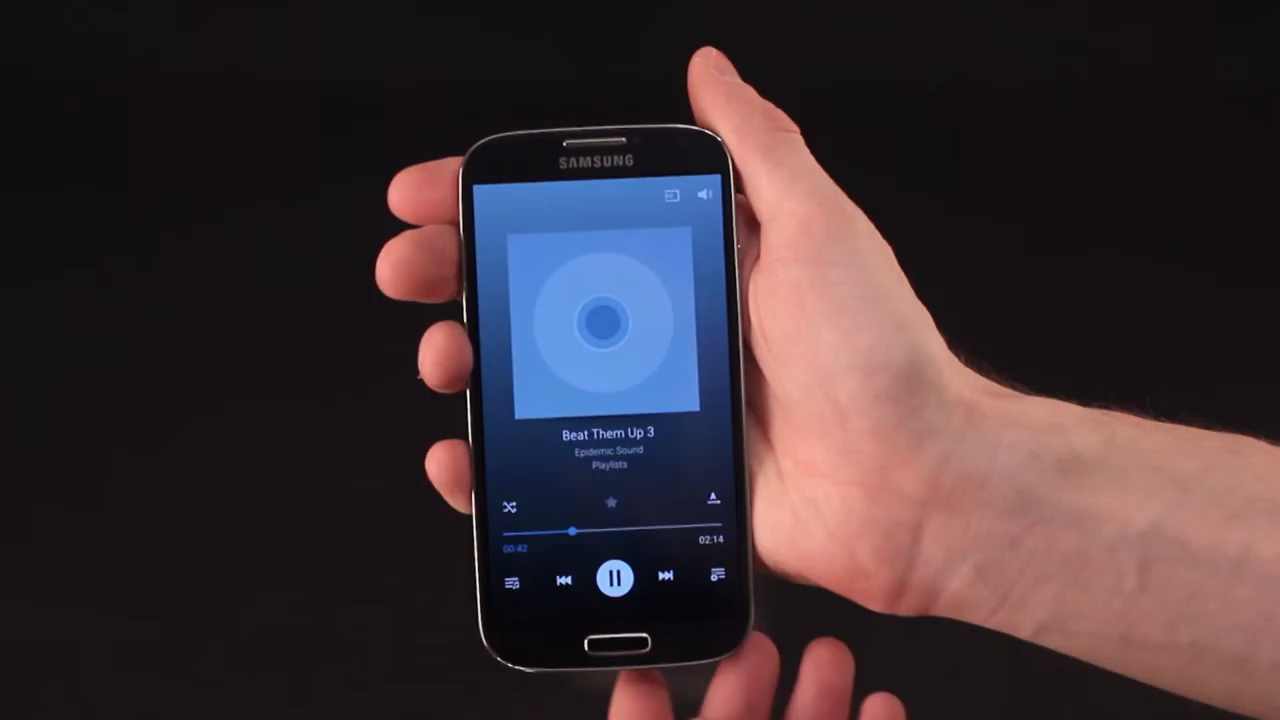 SAMSUNG
Beat Them Up 3
Epidemic Sound
Playlists
A
00:42
02:14